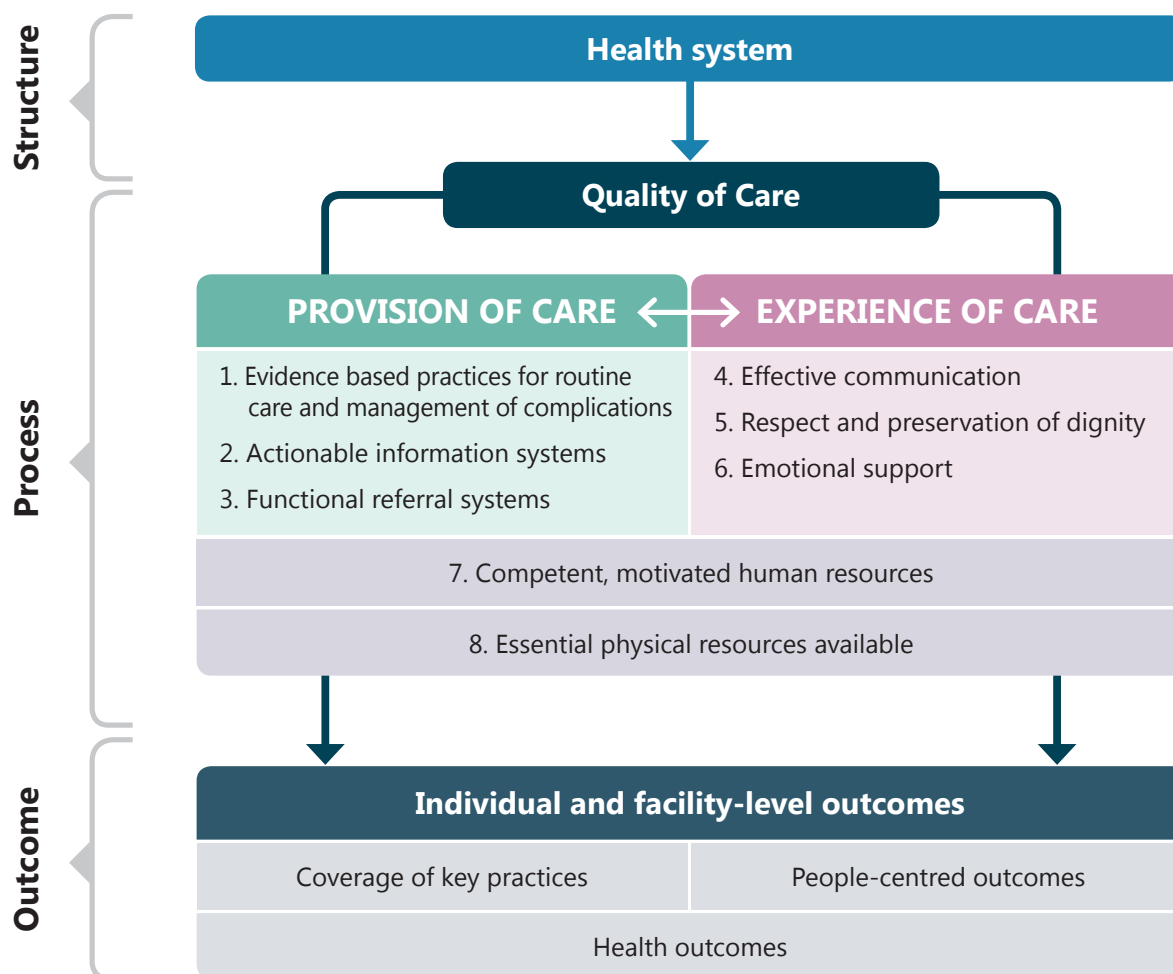 Structure
Health system
Process
Quality of Care
PROVISION OF CARE
EXPERIENCE OF CARE
1. Evidence based practices for routine
care and management of complications
2. Actionable information systems
3. Functional referral systems
4. Effective communication
5. Respect and preservation of dignity
6. Emotional support
7. Competent, motivated human resources
8. Essential physical resources available
Outcome
Individual and facility-level outcomes
Coverage of key practices
People-centred outcomes
Health outcomes